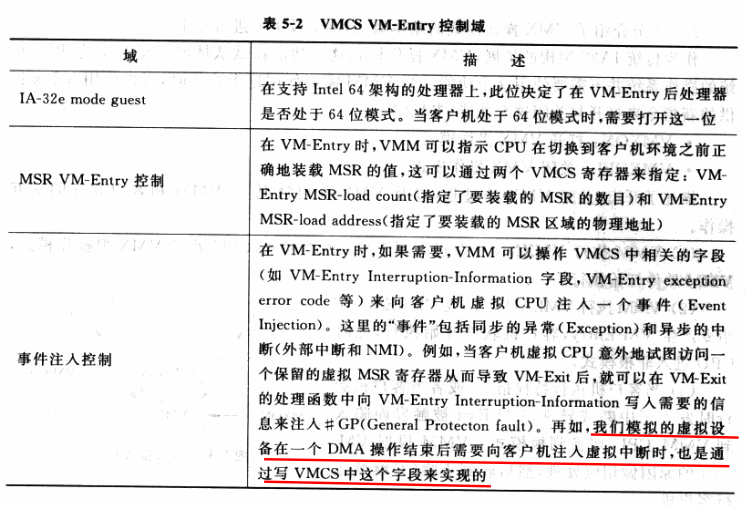 表 5-2 VMCS VM-Entry 控制域
域
描 述
IA-32e mode guest
在支持 Intel 64 架构的处理器上,此位决定了在 VM-Entry 后处理器
是否处于 64 位模式。当客户机处于 64 位模式时,需要打开这一位
MSR VM-Entry 控制
在 VM-Entry 时,VMM 可以指示 CPU 在切换到客户机环境之前正
确地装载 MSR 的值,这可以通过两个 VMCS 寄存器来指定: VM-
Entry MSR-load count(指定了要装载的 MSR 的数目)和 VM-Entry
MSR-load address(指定了要装载的 MSR 区域的物理地址)
事件注入控制
在 VM-Entry 时,如果需要,VMM 可以操作 VMCS 中相关的字段
(如 VM-Entry Interruption-Information 字段,VM-Entry exception
error code 等)来向客户机虚拟 CPU 注入一个事件(Event
Injection)。这里的“事件”包括同步的异常(Exception)和异步的中
断(外部中断和 NMI)。例如,当客户机虚拟 CPU 意外地试图访问一
个保留的虚拟 MSR 寄存器从而导致 VM-Exit 后,就可以在 VM-Exit
的处理函数中向 VM-Entry Interruption-Information 写入需要的信
息来注入#GP(General Protecton fault)。再如,我们模拟的虚拟设
备在一个 DMA 操作结束后需要向客户机注入虚拟中断时,也是通
过写 VMCS 中这个字段来实现的